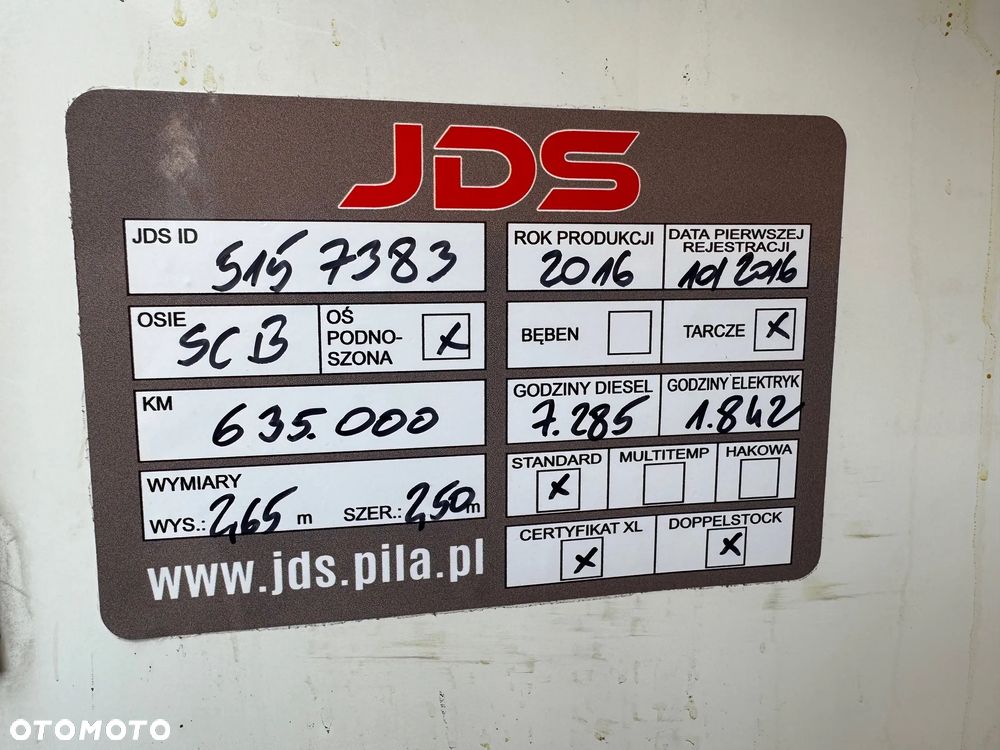 JDS
JDS ID 5157383
ROK PRODUKCJI 2016
DATA PIERWSZEJ REJESTRACJI 10/2016
OSIE SCB
OŚ PODNO-SZONA X
BĘBEN
TARCZE X
KM 635.000
GODZINY DIESEL 7.285
GODZINY ELEKTRYK 1.842
WYMIARY
WYS.: 2,65 m SZER.: 2,50 m
STANDARD X
MULTITEMP
HAKOWA
CERTYFIKAT XL X
DOPPELSTOCK X
www.jds.pila.pl
OTOMOTO